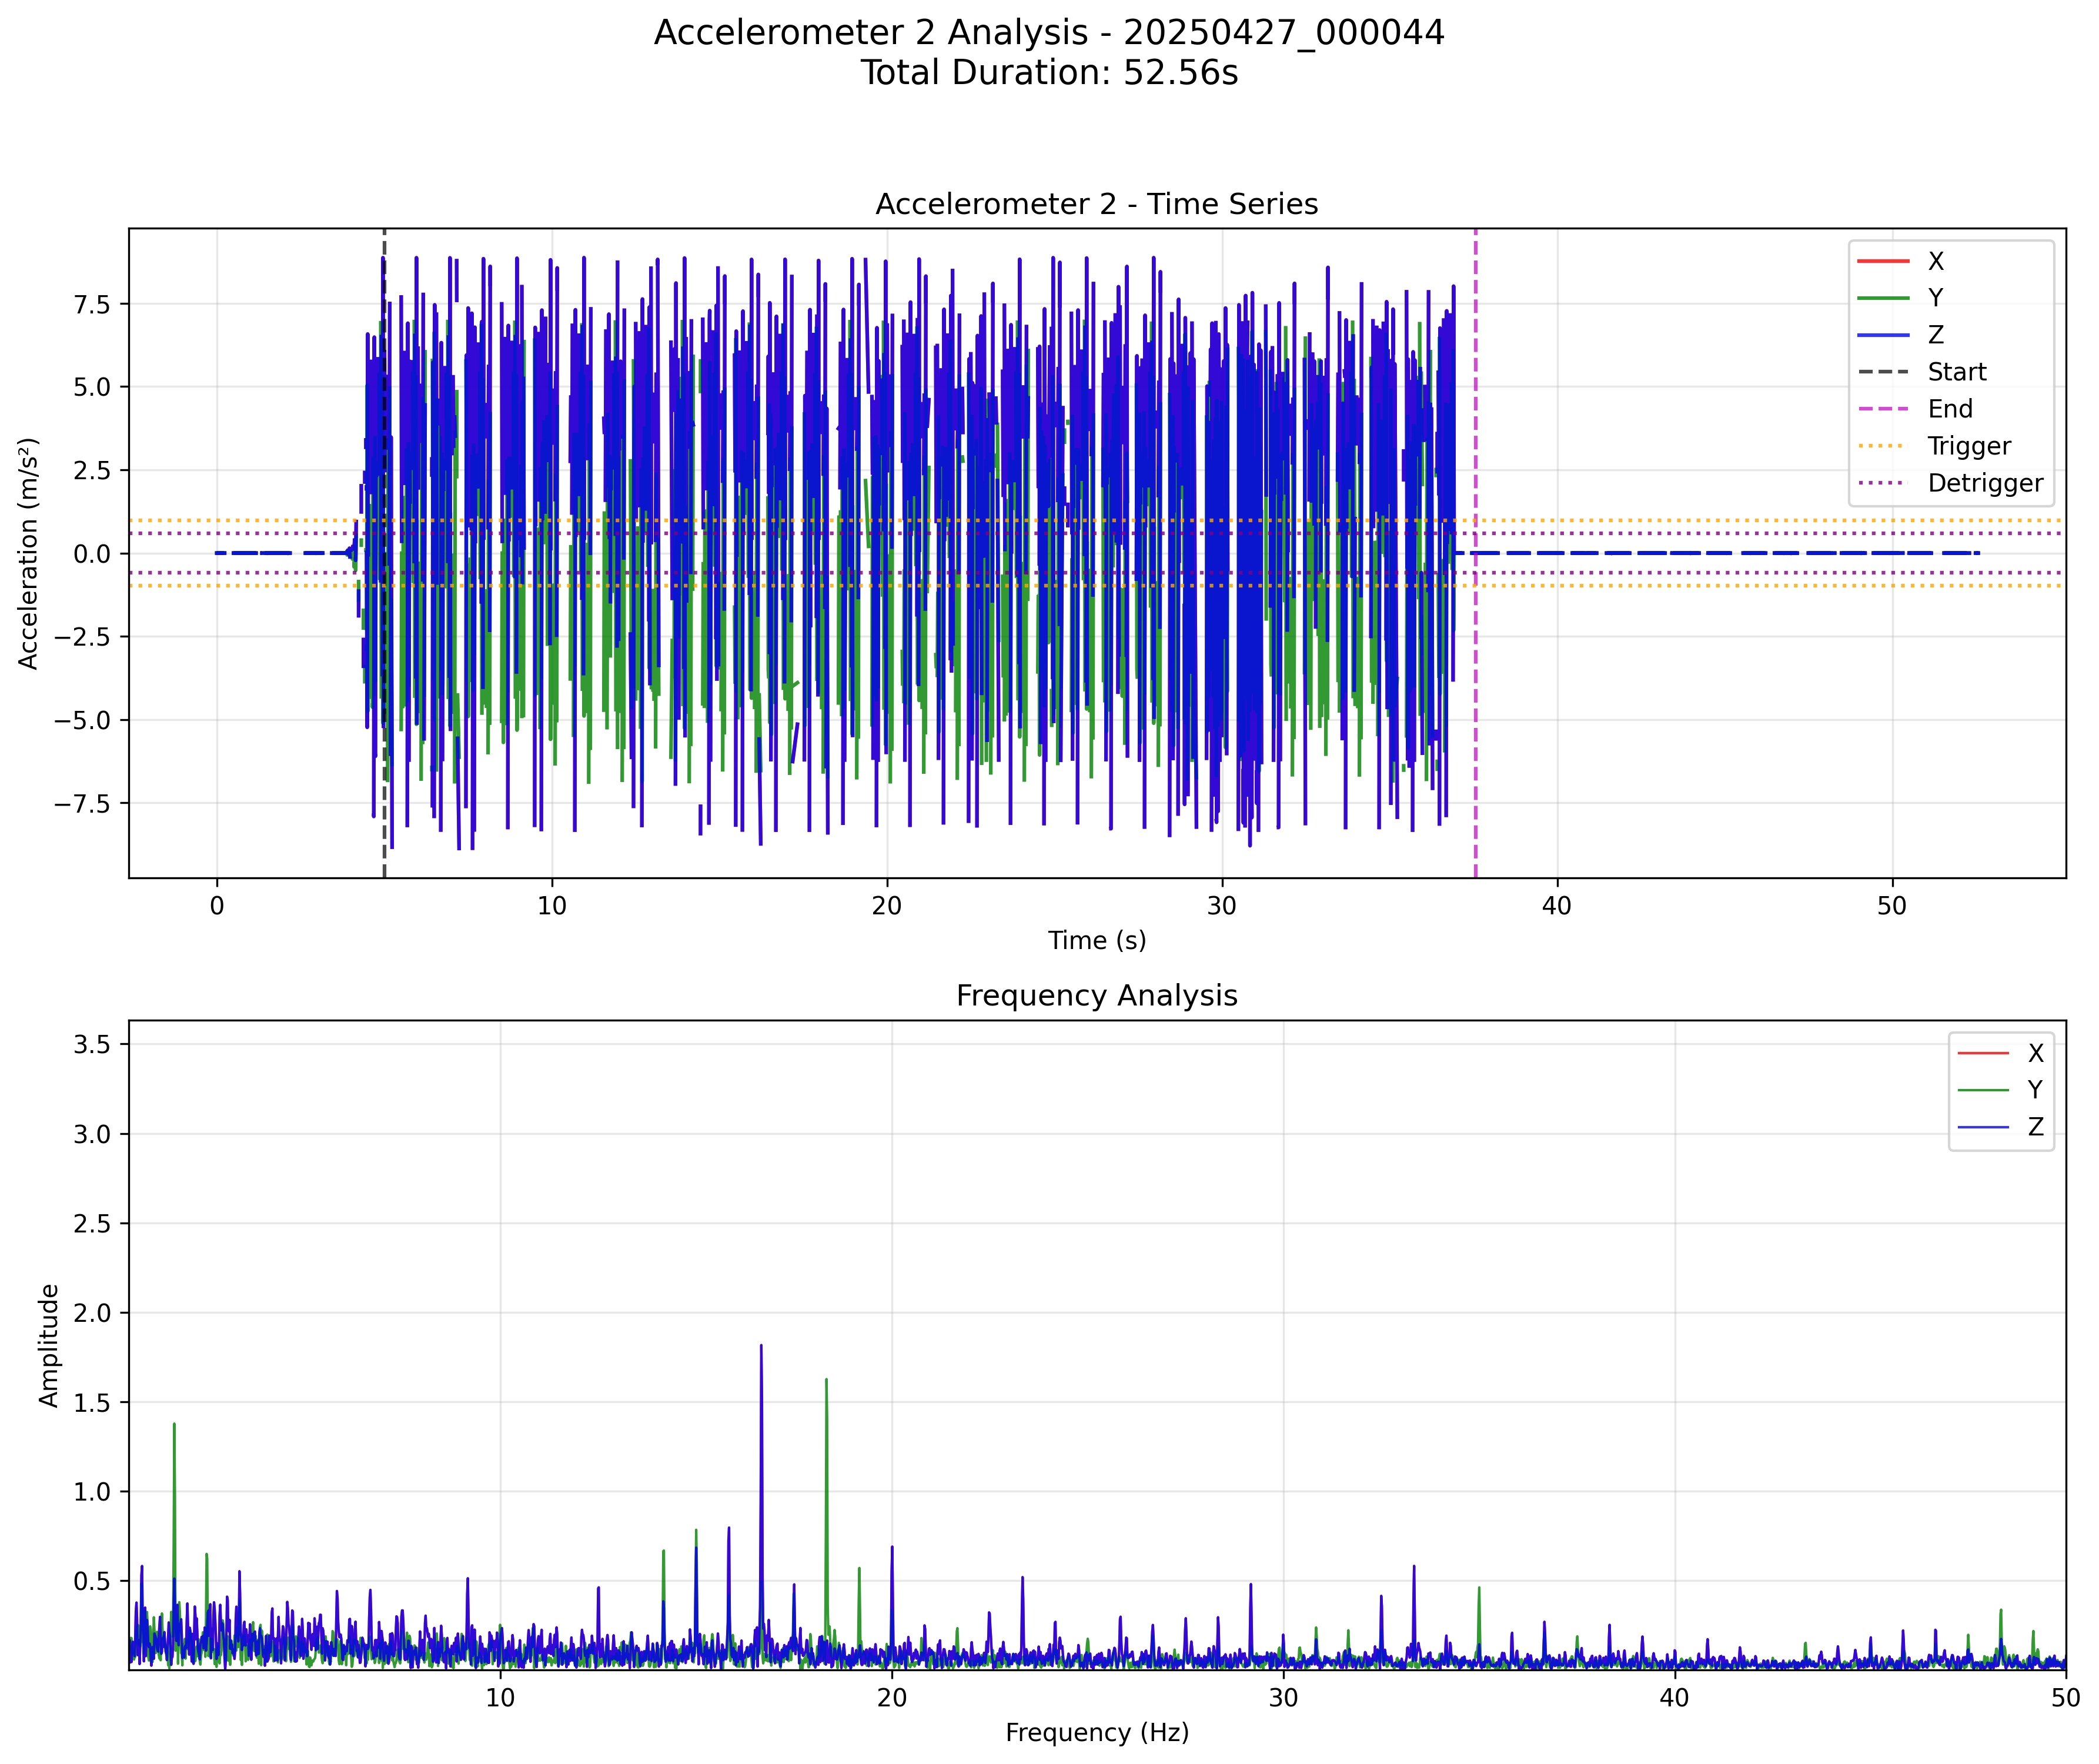 Accelerometer 2 Analysis - 20250427_000044
Total Duration: 52.56s
Accelerometer 2 - Time Series
Acceleration (m/s²)
7.5
5.0
2.5
0.0
−2.5
−5.0
−7.5
X
Y
Z
Start
End
Trigger
Detrigger
0
10
20
30
40
50
Time (s)
Frequency Analysis
Amplitude
3.5
3.0
2.5
2.0
1.5
1.0
0.5
X
Y
Z
10
20
30
40
50
Frequency (Hz)